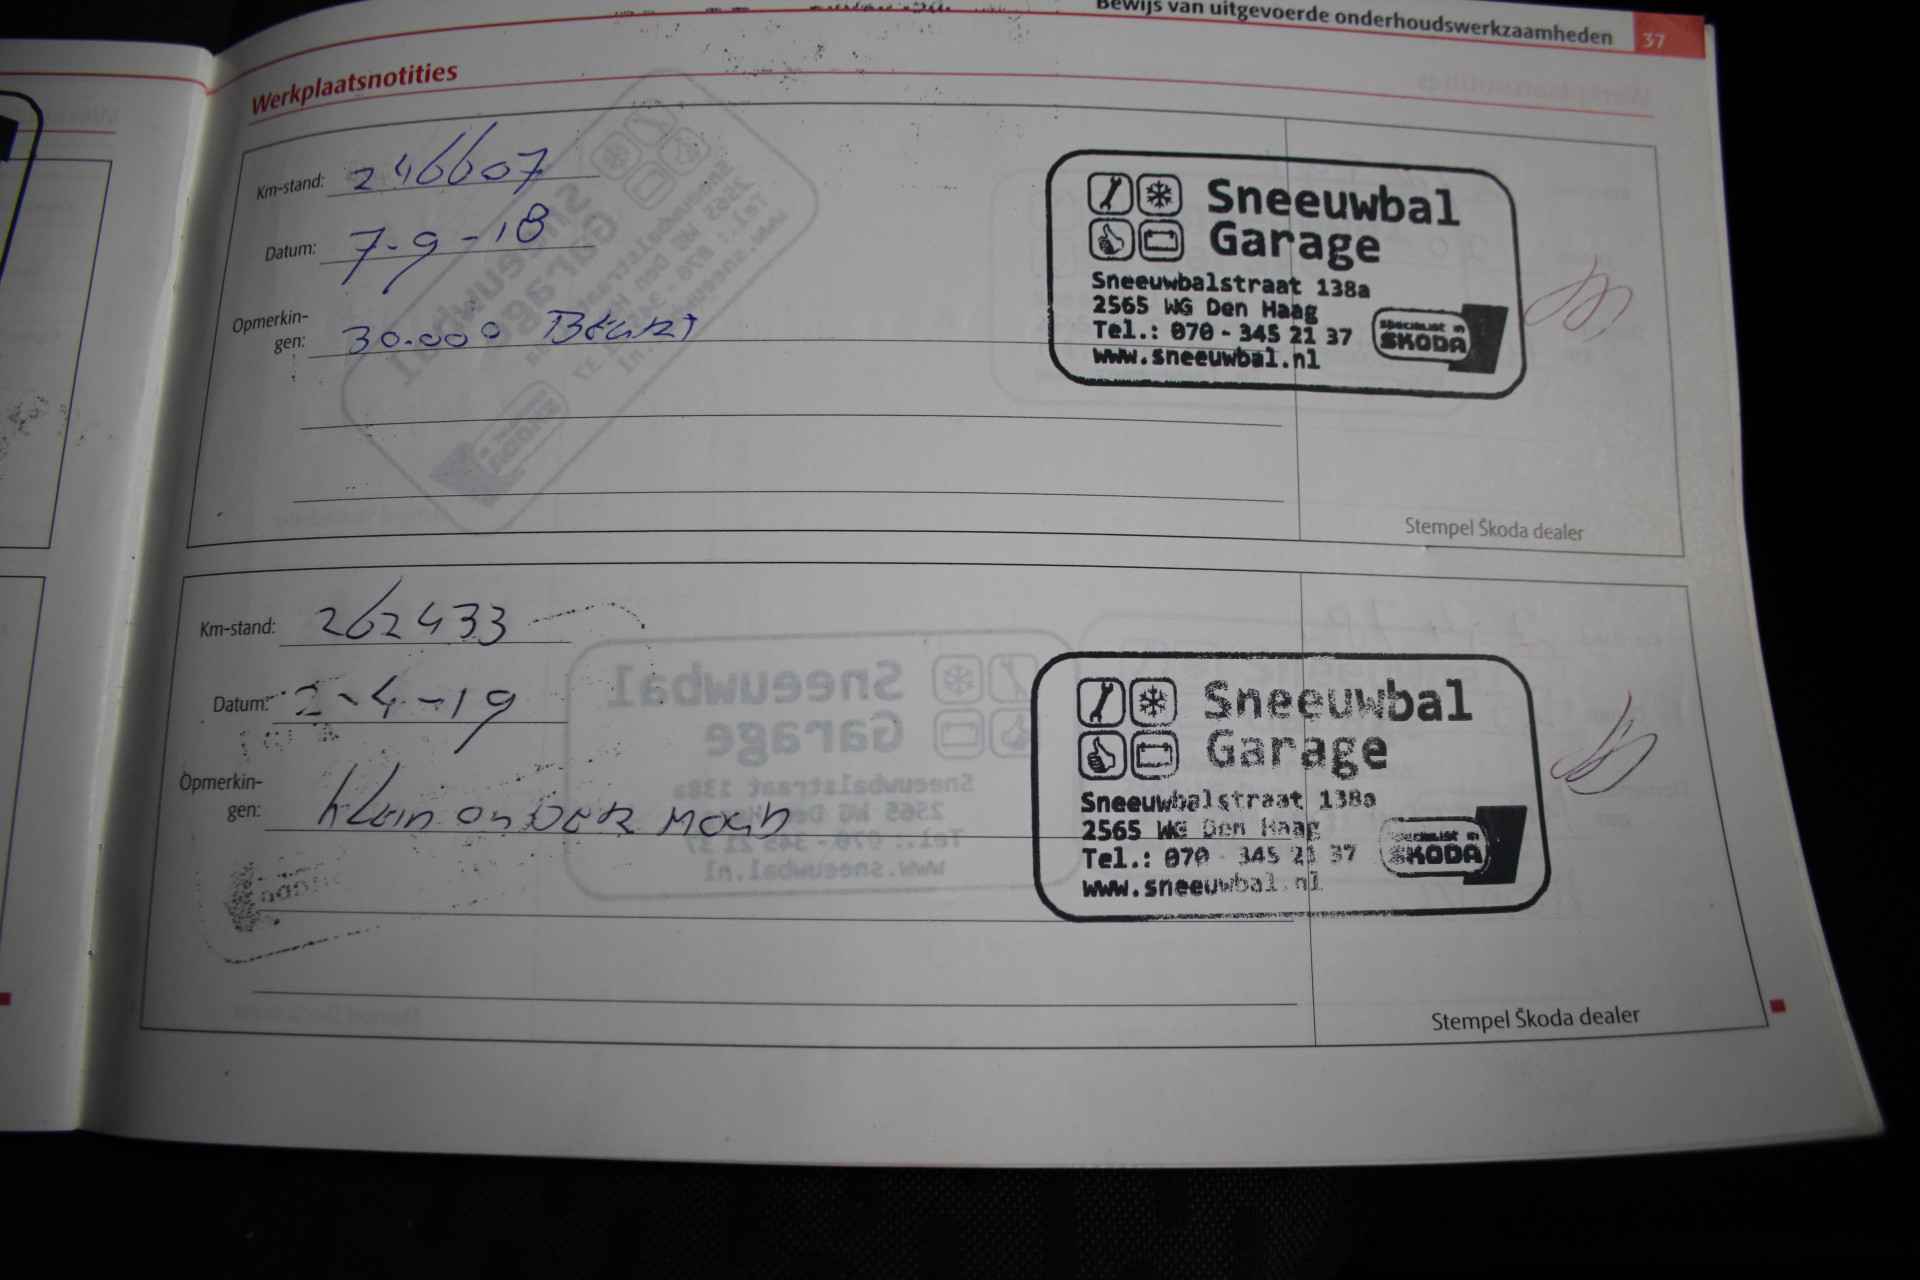 Bewijs van uitgevoerde onderhoudswerkzaamheden 37
Werkplaatsnotities
Km-stand: 246607
Datum: 7-9-18
Opmerkin-
gen: 30.000 Beurt
Sneeuwbal
Garage
Sneeuwbalstraat 138a
2565 WG Den Haag
Tel.: 070 - 345 21 37
www.sneeuwbal.nl
specialist in
ŠKODA
Stempel Škoda dealer
Km-stand: 262433
Datum: 2-4-19
Opmerkin-
gen: Klein onDer
Sneeuwbal
Garage
Sneeuwbalstraat 138a
2565 WG Den Haag
Tel.: 070 - 345 21 37
www.sneeuwbal.nl
specialist in
ŠKODA
Stempel Škoda dealer